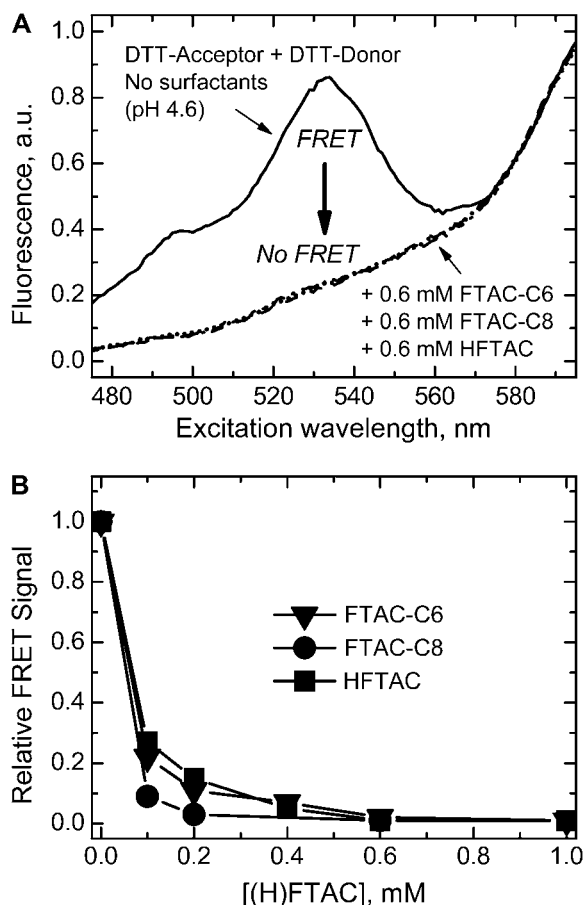 A
DTT-Acceptor + DTT-Donor
No surfactants
(pH 4.6)
FRET
No FRET
+ 0.6 mM FTAC-C6
+ 0.6 mM FTAC-C8
+ 0.6 mM HFTAC
Fluorescence, a.u.
1.0
0.8
0.6
0.4
0.2
0.0
480 500 520 540 560 580
Excitation wavelength, nm
B
Relative FRET Signal
1.0
0.8
0.6
0.4
0.2
0.0
FTAC-C6
FTAC-C8
HFTAC
0.0 0.2 0.4 0.6 0.8 1.0
[(H)FTAC], mM